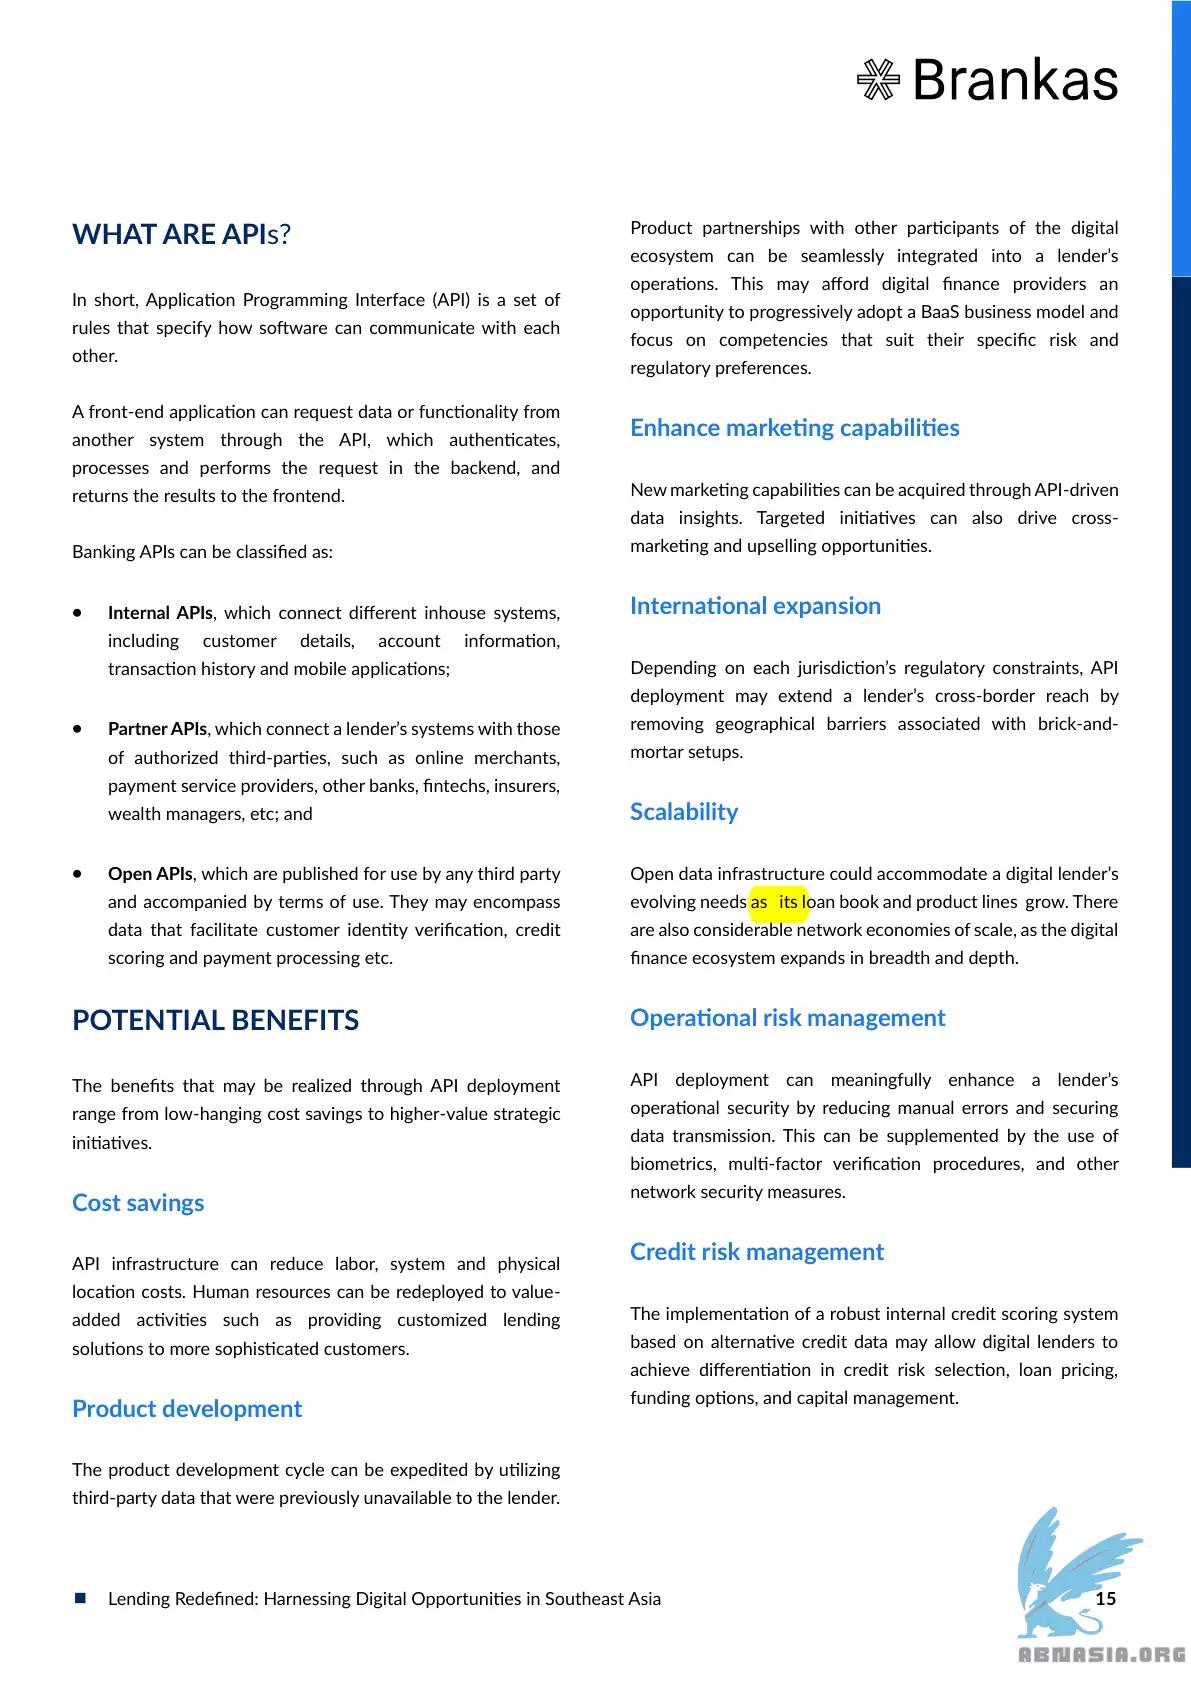 Brankas
WHAT ARE APIs?
In short, Application Programming Interface (API) is a set of
rules that specify how software can communicate with each
other.
A front-end application can request data or functionality from
another system through the API, which authenticates,
processes and performs the request in the backend, and
returns the results to the frontend.
Banking APIs can be classified as:
• Internal APIs, which connect different inhouse systems,
including customer details, account information,
transaction history and mobile applications;
• Partner APIs, which connect a lender's systems with those
of authorized third-parties, such as online merchants,
payment service providers, other banks, fintechs, insurers,
wealth managers, etc; and
• Open APIs, which are published for use by any third party
and accompanied by terms of use. They may encompass
data that facilitate customer identity verification, credit
scoring and payment processing etc.
POTENTIAL BENEFITS
The benefits that may be realized through API deployment
range from low-hanging cost savings to higher-value strategic
initiatives.
Cost savings
API infrastructure can reduce labor, system and physical
location costs. Human resources can be redeployed to value-
added activities such as providing customized lending
solutions to more sophisticated customers.
Product development
The product development cycle can be expedited by utilizing
third-party data that were previously unavailable to the lender.
Product partnerships with other participants of the digital
ecosystem can be seamlessly integrated into a lender's
operations. This may afford digital finance providers an
opportunity to progressively adopt a BaaS business model and
focus on competencies that suit their specific risk and
regulatory preferences.
Enhance marketing capabilities
New marketing capabilities can be acquired through API-driven
data insights. Targeted initiatives can also drive cross-
marketing and upselling opportunities.
International expansion
Depending on each jurisdiction's regulatory constraints, API
deployment may extend a lender's cross-border reach by
removing geographical barriers associated with brick-and-
mortar setups.
Scalability
Open data infrastructure could accommodate a digital lender's
evolving needs as its loan book and product lines grow. There
are also considerable network economies of scale, as the digital
finance ecosystem expands in breadth and depth.
Operational risk management
API deployment can meaningfully enhance a lender's
operational security by reducing manual errors and securing
data transmission. This can be supplemented by the use of
biometrics, multi-factor verification procedures, and other
network security measures.
Credit risk management
The implementation of a robust internal credit scoring system
based on alternative credit data may allow digital lenders to
achieve differentiation in credit risk selection, loan pricing,
funding options, and capital management.
Lending Redefined: Harnessing Digital Opportunities in Southeast Asia
15
ABNASIA.ORG